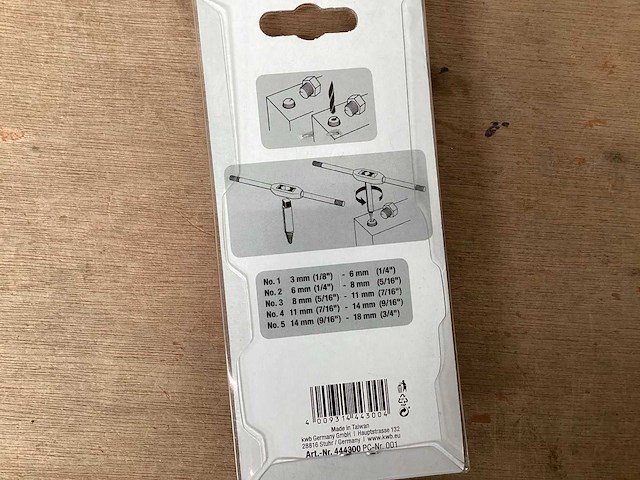 No. 1 3 mm (1/8") - 6 mm (1/4")
No. 2 6 mm (1/4") - 8 mm (5/16")
No. 3 8 mm (5/16") - 11 mm (7/16")
No. 4 11 mm (7/16") - 14 mm (9/16")
No. 5 14 mm (9/16") - 18 mm (3/4")
4 009314 443004
Made in Taiwan
kwb Germany GmbH | Hauptstrasse 132
28816 Stuhr / Germany | www.kwb.eu
Art.-Nr. 444300 PC-Nr. 001